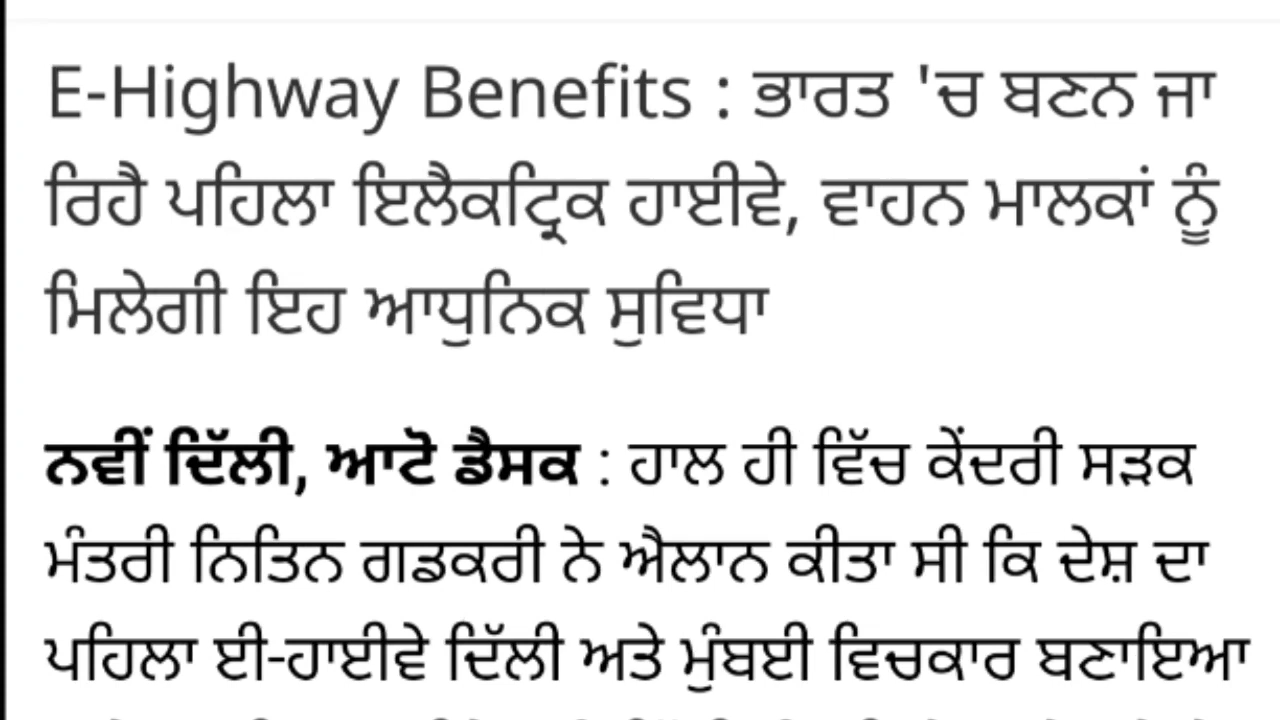 E-Highway Benefits : ਭਾਰਤ 'ਚ ਬਣਨ ਜਾ
ਰਿਹੈ ਪਹਿਲਾ ਇਲੈਕਟ੍ਰਿਕ ਹਾਈਵੇ, ਵਾਹਨ ਮਾਲਕਾਂ ਨੂੰ
ਮਿਲੇਗੀ ਇਹ ਆਧੁਨਿਕ ਸੁਵਿਧਾ
ਨਵੀਂ ਦਿੱਲੀ, ਆਟੋ ਡੈਸਕ : ਹਾਲ ਹੀ ਵਿੱਚ ਕੇਂਦਰੀ ਸੜਕ
ਮੰਤਰੀ ਨਿਤਿਨ ਗਡਕਰੀ ਨੇ ਐਲਾਨ ਕੀਤਾ ਸੀ ਕਿ ਦੇਸ਼ ਦਾ
ਪਹਿਲਾ ਈ-ਹਾਈਵੇ ਦਿੱਲੀ ਅਤੇ ਮੁੰਬਈ ਵਿਚਕਾਰ ਬਣਾਇਆ